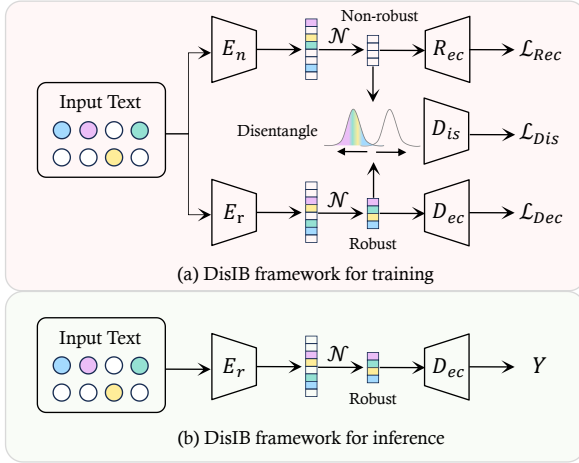 Non-robust
E_n
𝒩
R_ec
ℒ_Rec
Input Text
Disentangle
D_is
ℒ_Dis
E_r
𝒩
D_ec
ℒ_Dec
Robust
(a) DisIB framework for training
Input Text
E_r
𝒩
D_ec
Y
Robust
(b) DisIB framework for inference